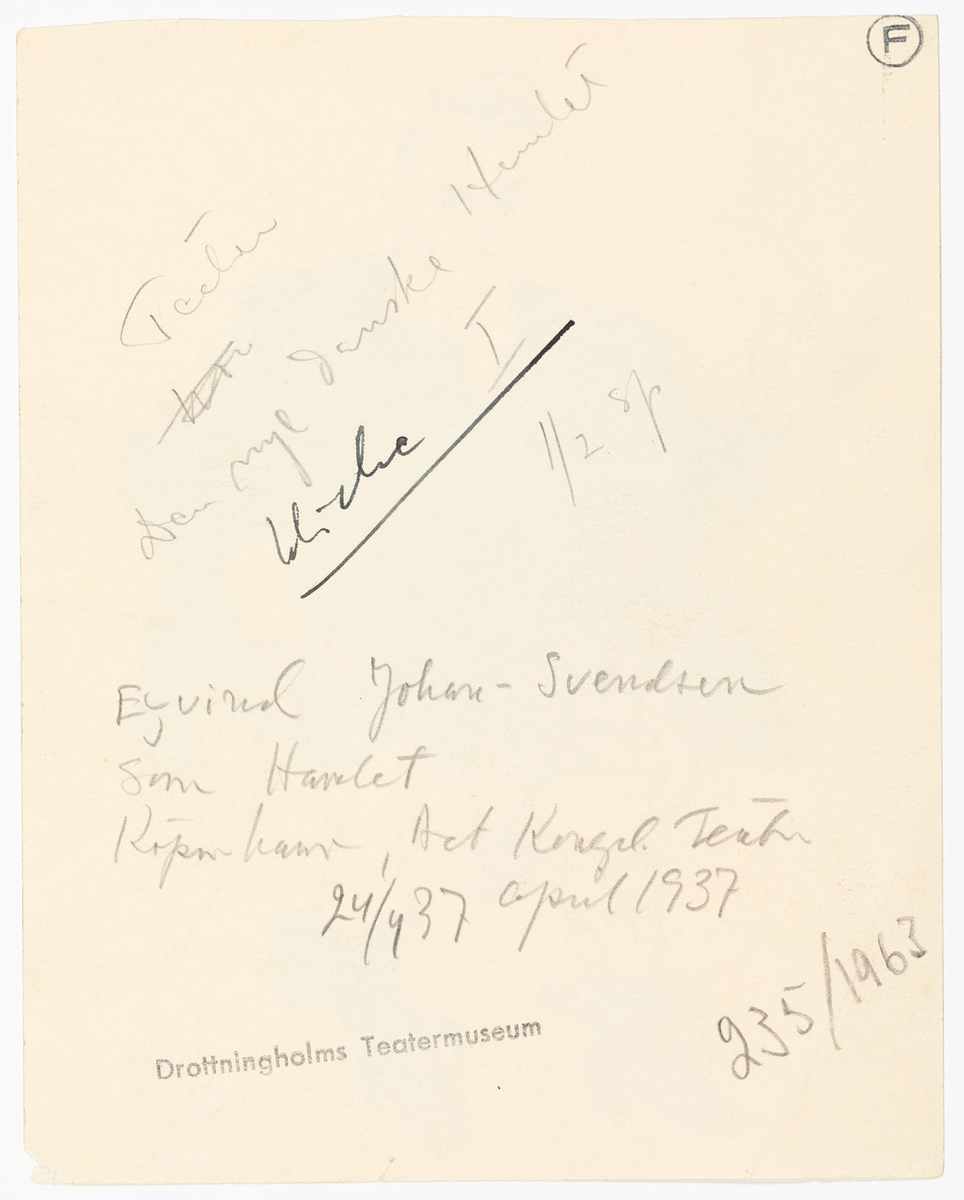 F
Teater
Den nye danske Hamlet
I
1/2 sp
Eyvind Johan-Svendsen
som Hamlet
Köpenhamn, Det Kongel. Teater
24/4 37 april 1937
235/1963
Drottningholms Teatermuseum